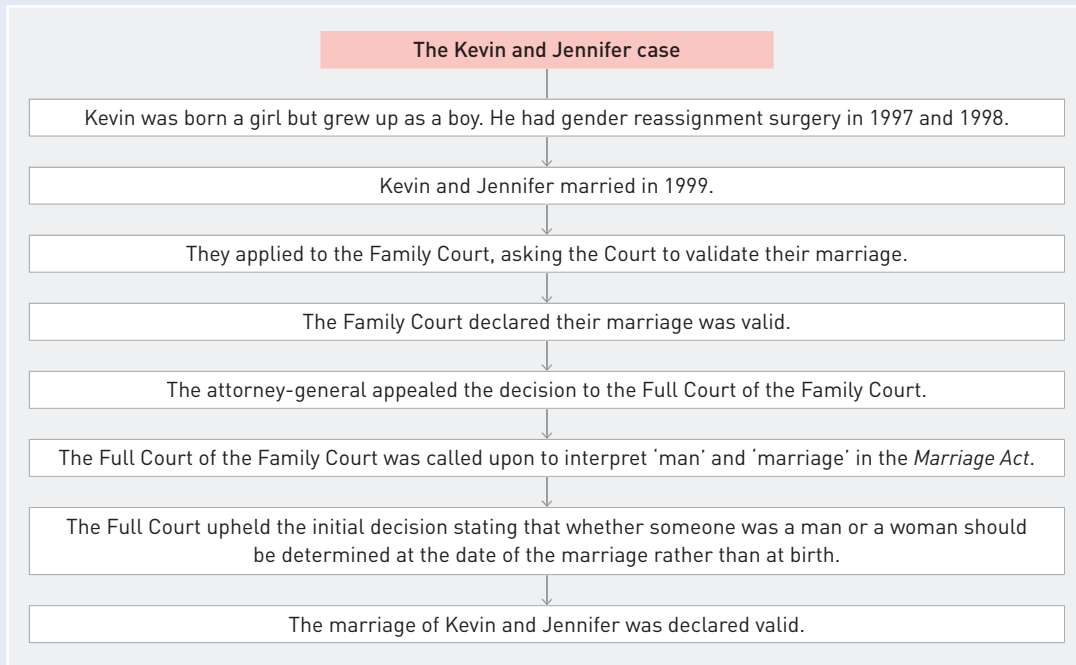 The Kevin and Jennifer case
Kevin was born a girl but grew up as a boy. He had gender reassignment surgery in 1997 and 1998.
Kevin and Jennifer married in 1999.
They applied to the Family Court, asking the Court to validate their marriage.
The Family Court declared their marriage was valid.
The attorney-general appealed the decision to the Full Court of the Family Court.
The Full Court of the Family Court was called upon to interpret ‘man’ and ‘marriage’ in the Marriage Act.
The Full Court upheld the initial decision stating that whether someone was a man or a woman should
be determined at the date of the marriage rather than at birth.
The marriage of Kevin and Jennifer was declared valid.